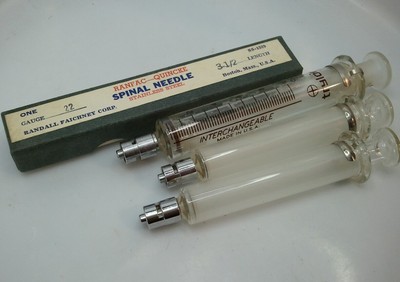 RANFAC—QUINCKE
SPINAL NEEDLE
STAINLESS STEEL
ONE
GAUGE 22
RANDALL FAICHNEY CORP.
3-1/2
LENGTH
Boston, Mass., U.S.A.
INTERCHANGEABLE
MADE IN U.S.A.